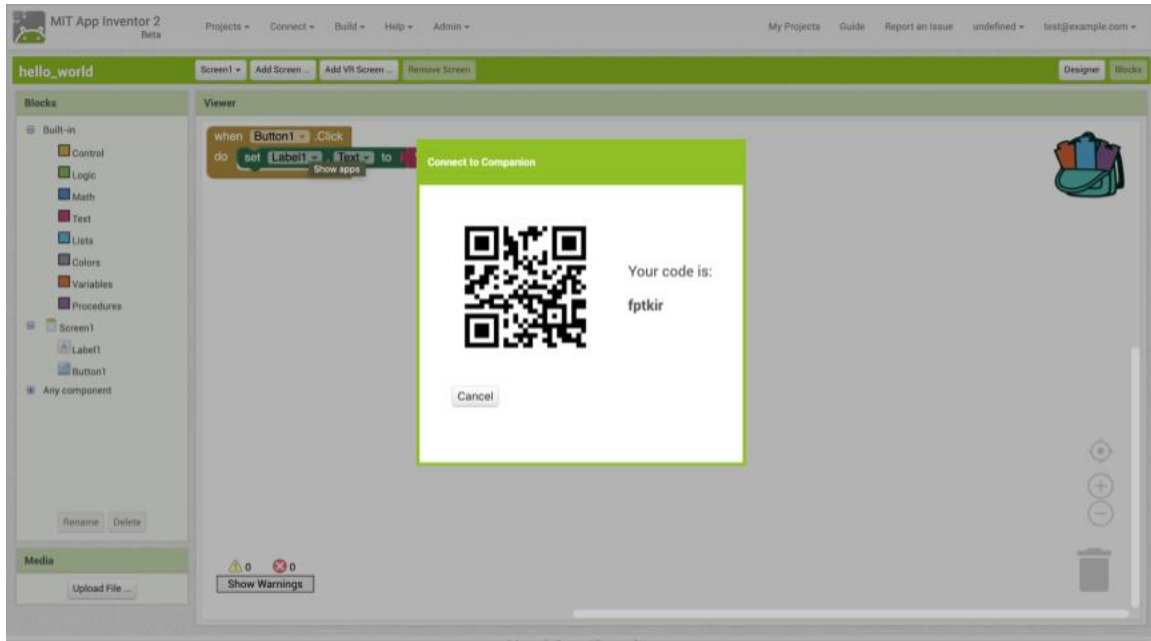 MIT App Inventor 2
Beta
Projects Connect Build Help Admin
My Projects Guide Report an Issue undefined test@example.com
hello_world
Screen1 Add Screen ... Add VR Screen ... Remove Screen
Designer Blocks
Blocks
Viewer
Built-in
Control
Logic
Math
Text
Lists
Colors
Variables
Procedures
Screen1
Label1
Button1
Any component
Rename Delete
Media
Upload File ...
when Button1 .Click
do set Label1 . Text to
Show apps
Connect to Companion
Your code is:
fptkir
Cancel
0 0
Show Warnings